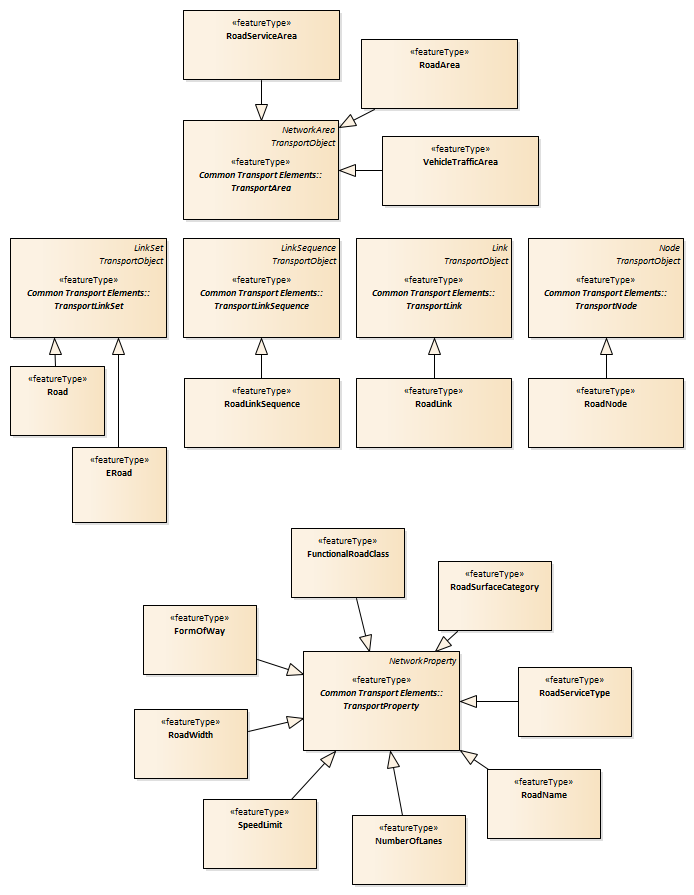 «featureType»
RoadServiceArea
«featureType»
RoadArea
NetworkArea
TransportObject
«featureType»
Common Transport Elements::
TransportArea
«featureType»
VehicleTrafficArea
LinkSet
TransportObject
«featureType»
Common Transport Elements::
TransportLinkSet
LinkSequence
TransportObject
«featureType»
Common Transport Elements::
TransportLinkSequence
Link
TransportObject
«featureType»
Common Transport Elements::
TransportLink
Node
TransportObject
«featureType»
Common Transport Elements::
TransportNode
«featureType»
Road
«featureType»
RoadLinkSequence
«featureType»
RoadLink
«featureType»
RoadNode
«featureType»
ERoad
«featureType»
FunctionalRoadClass
«featureType»
RoadSurfaceCategory
«featureType»
FormOfWay
NetworkProperty
«featureType»
Common Transport Elements::
TransportProperty
«featureType»
RoadServiceType
«featureType»
RoadWidth
«featureType»
RoadName
«featureType»
SpeedLimit
«featureType»
NumberOfLanes